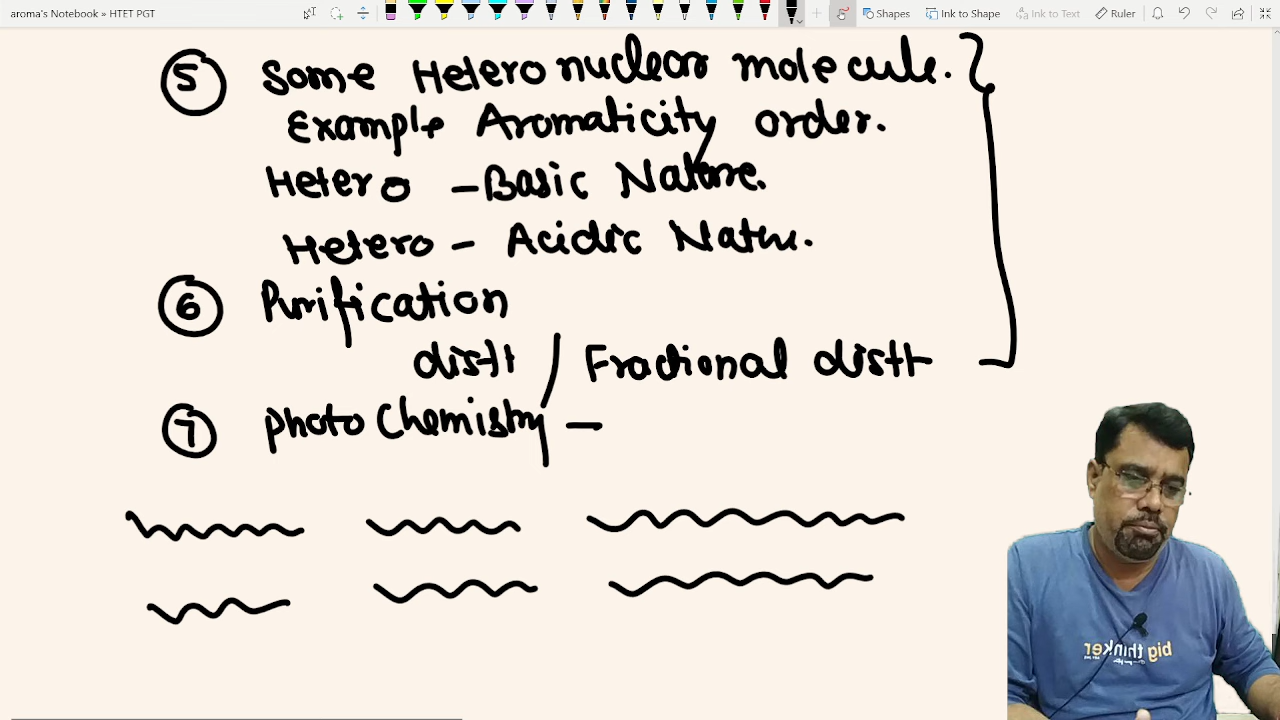 aroma's Notebook » HTET PGT
Shapes Ink to Shape Ink to Text Ruler
5 Some Hetero nuclear molecule.
Example Aromaticity order.
Hetero - Basic Nature.
Hetero - Acidic Natu.
6 Purification
distt / Fractional distt
7 photo Chemistry -
big thinker